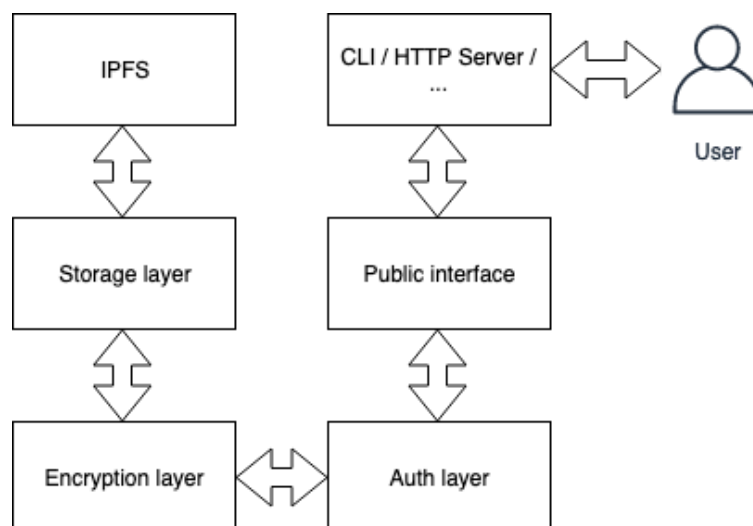 IPFS
CLI / HTTP Server /
...
User
Storage layer
Public interface
Encryption layer
Auth layer